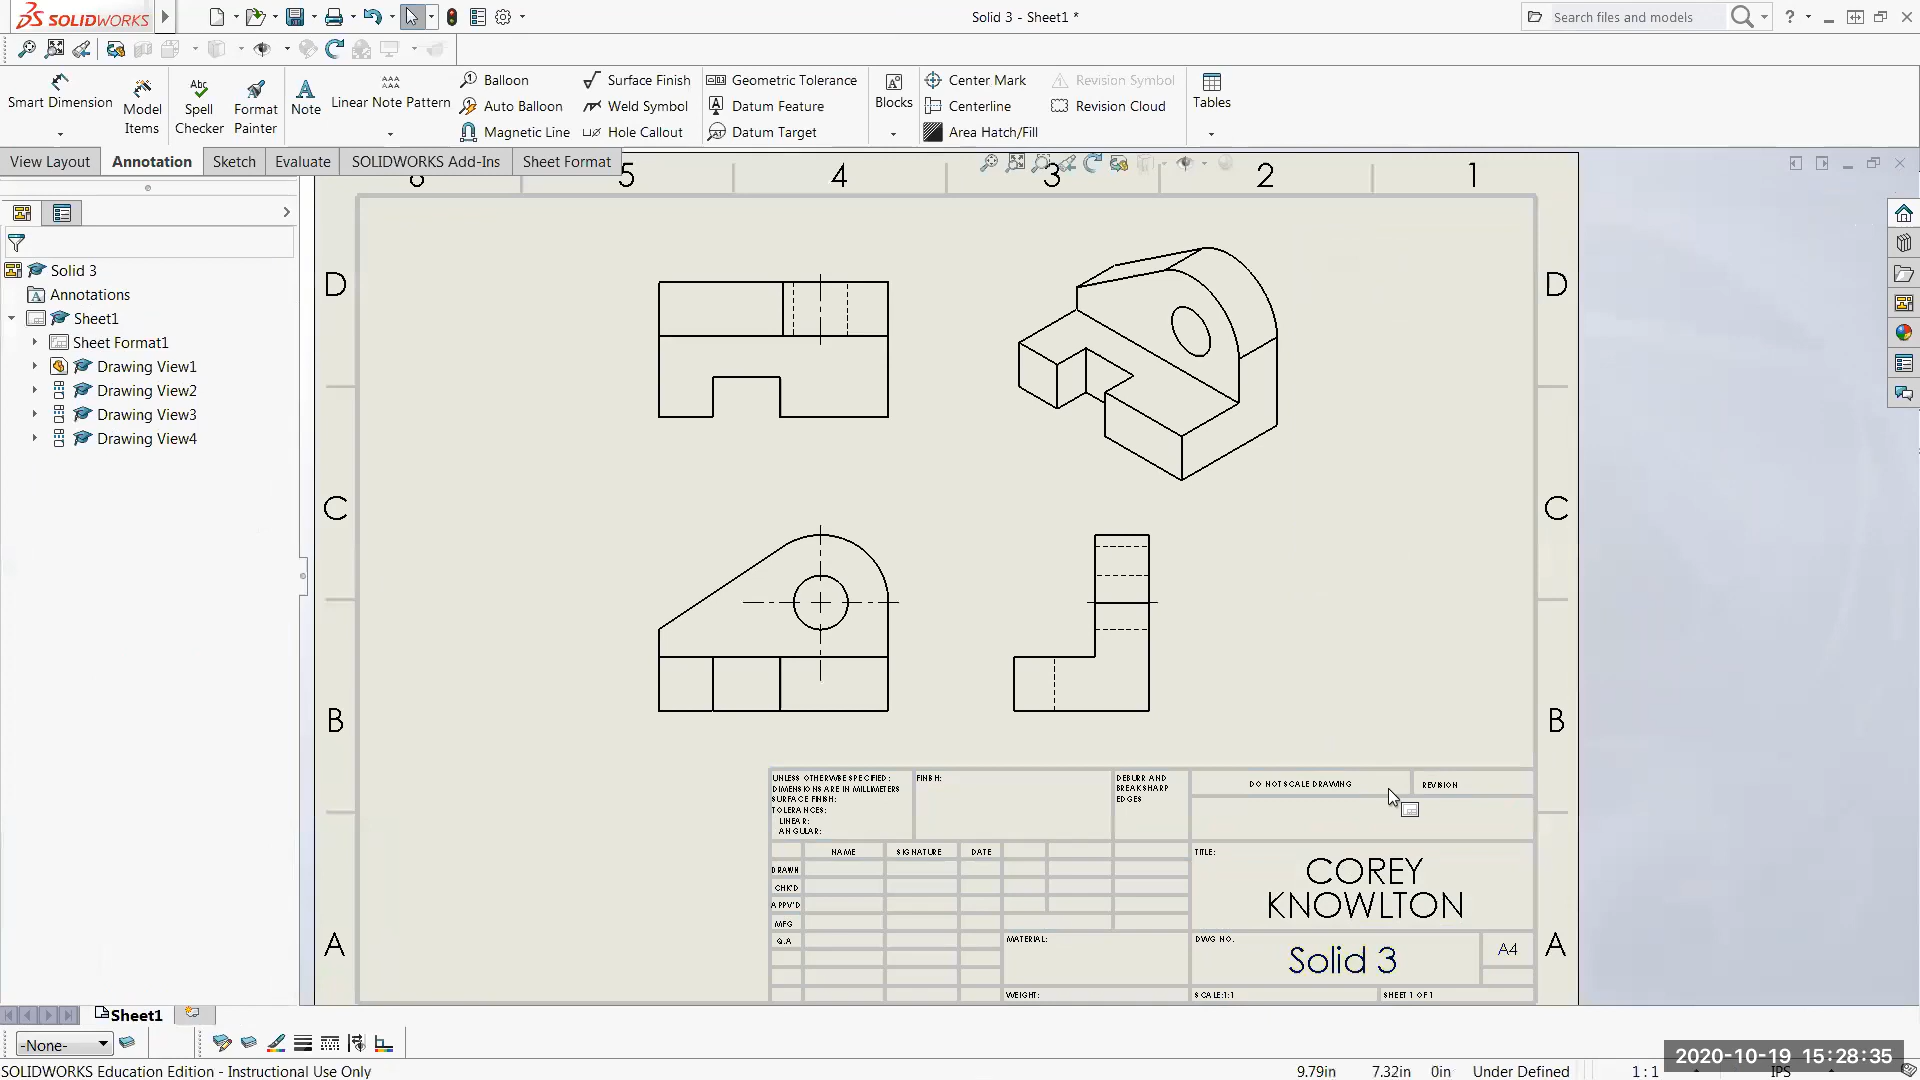 SOLIDWORKS
Solid 3 - Sheet1 *
Search files and models
Smart Dimension
Model
Items
Abc
Spell
Checker
Format
Painter
Note
Linear Note Pattern
Balloon
Auto Balloon
Magnetic Line
Surface Finish
Weld Symbol
Hole Callout
Geometric Tolerance
Datum Feature
Datum Target
Blocks
Center Mark
Centerline
Area Hatch/Fill
Revision Symbol
Revision Cloud
Tables
View Layout
Annotation
Sketch
Evaluate
SOLIDWORKS Add-Ins
Sheet Format
6 5 4 3 2 1
Solid 3
Annotations
Sheet1
Sheet Format1
Drawing View1
Drawing View2
Drawing View3
Drawing View4
D D
C C
B B
A A
UNLESS OTHERWISE SPECIFIED:
DIMENSIONS ARE IN MILLIMETERS
SURFACE FINISH:
TOLERANCES:
LINEAR:
ANGULAR:
FINISH:
DEBURR AND
BREAK SHARP
EDGES
DO NOT SCALE DRAWING
REVISION
NAME SIGNATURE DATE
DRAWN
CHK'D
APPV'D
MFG
Q.A
MATERIAL:
WEIGHT:
TITLE:
COREY
KNOWLTON
DWG NO.
Solid 3
A4
SCALE:1:1
SHEET 1 OF 1
Sheet1
-None-
SOLIDWORKS Education Edition - Instructional Use Only
9.79in 7.32in 0in Under Defined 1:1 IPS
2020-10-19 15:28:35